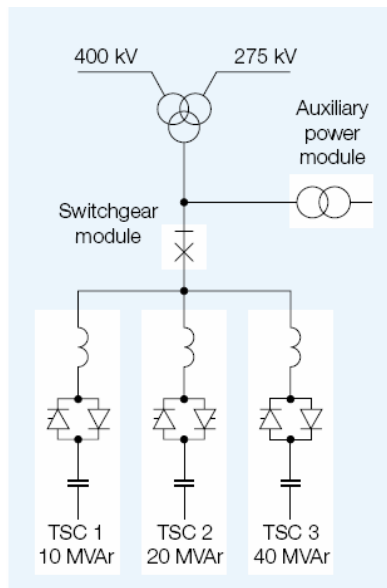 400 kV
275 kV
Auxiliary
power
module
Switchgear
module
TSC 1
10 MVAr
TSC 2
20 MVAr
TSC 3
40 MVAr